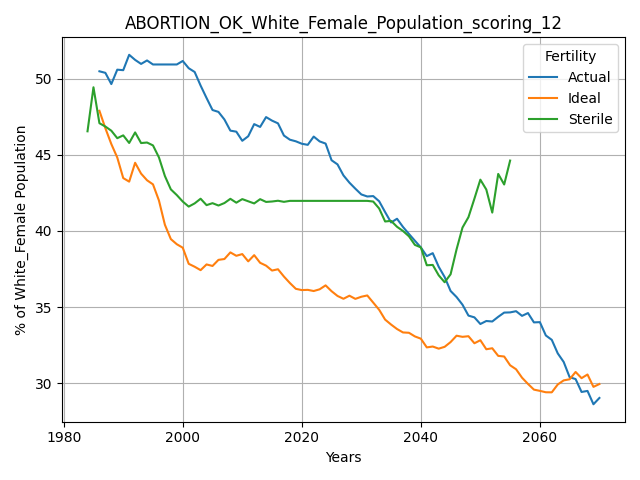 ABORTION_OK_White_Female_Population_scoring_12
Fertility
Actual
Ideal
Sterile
% of White_Female Population
50
45
40
35
30
1980
2000
2020
2040
2060
Years